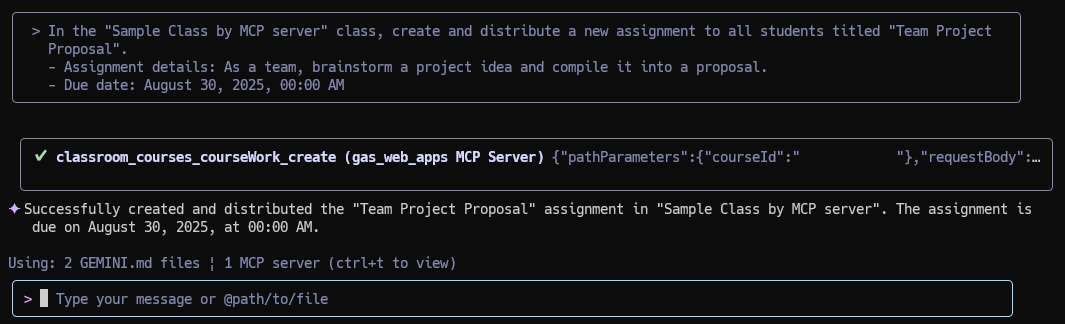 > In the "Sample Class by MCP server" class, create and distribute a new assignment to all students titled "Team Project
Proposal".
- Assignment details: As a team, brainstorm a project idea and compile it into a proposal.
- Due date: August 30, 2025, 00:00 AM
✔ classroom_courses_courseWork_create (gas_web_apps MCP Server) {"pathParameters":{"courseId":" "},"requestBody":…
✦ Successfully created and distributed the "Team Project Proposal" assignment in "Sample Class by MCP server". The assignment is
due on August 30, 2025, at 00:00 AM.
Using: 2 GEMINI.md files ¦ 1 MCP server (ctrl+t to view)
> Type your message or @path/to/file